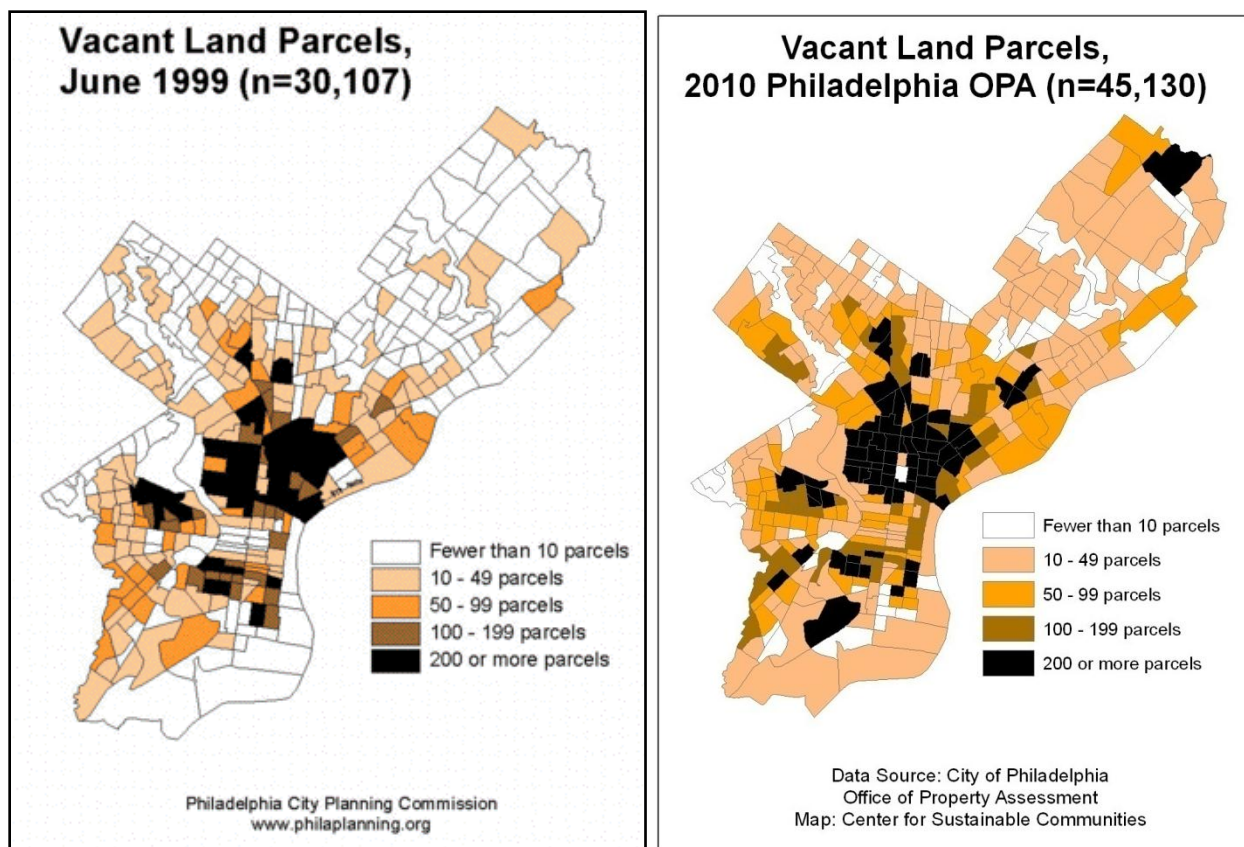 Vacant Land Parcels,
June 1999 (n=30,107)
Fewer than 10 parcels
10 - 49 parcels
50 - 99 parcels
100 - 199 parcels
200 or more parcels
Philadelphia City Planning Commission
www.philaplanning.org
Vacant Land Parcels,
2010 Philadelphia OPA (n=45,130)
Fewer than 10 parcels
10 - 49 parcels
50 - 99 parcels
100 - 199 parcels
200 or more parcels
Data Source: City of Philadelphia
Office of Property Assessment
Map: Center for Sustainable Communities